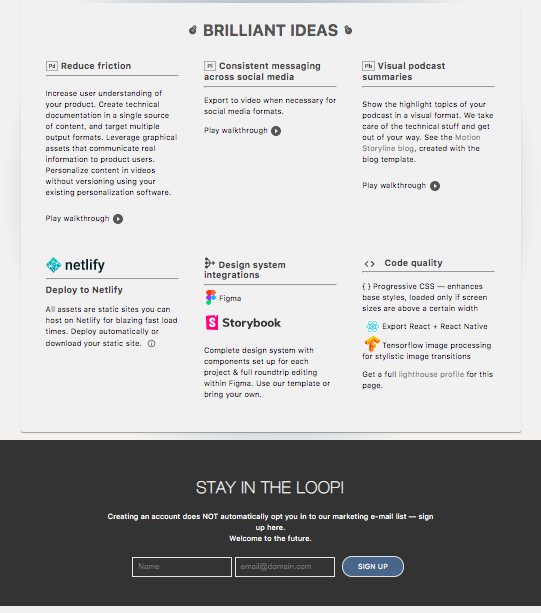 BRILLIANT IDEAS
Pd Reduce friction
Increase user understanding of
your product. Create technical
documentation in a single source
of content, and target multiple
output formats. Leverage graphical
assets that communicate real
information to product users.
Personalize content in videos
without versioning using your
existing personalization software.
Play walkthrough
Pl Consistent messaging
across social media
Export to video when necessary for
social media formats.
Play walkthrough
Pb Visual podcast
summaries
Show the highlight topics of your
podcast in a visual format. We take
care of the technical stuff and get
out of your way. See the Motion
Storyline blog, created with the
blog template.
Play walkthrough
netlify
Deploy to Netlify
All assets are static sites you can
host on Netlify for blazing fast load
times. Deploy automatically or
download your static site.
Design system
integrations
Figma
Storybook
Complete design system with
components set up for each
project & full roundtrip editing
within Figma. Use our template or
bring your own.
< > Code quality
{ } Progressive CSS — enhances
base styles, loaded only if screen
sizes are above a certain width
Export React + React Native
Tensorflow image processing
for stylistic image transitions
Get a full lighthouse profile for this
page.
STAY IN THE LOOP!
Creating an account does NOT automatically opt you in to our marketing e-mail list — sign
up here.
Welcome to the future.
Name
email@domain.com
SIGN UP